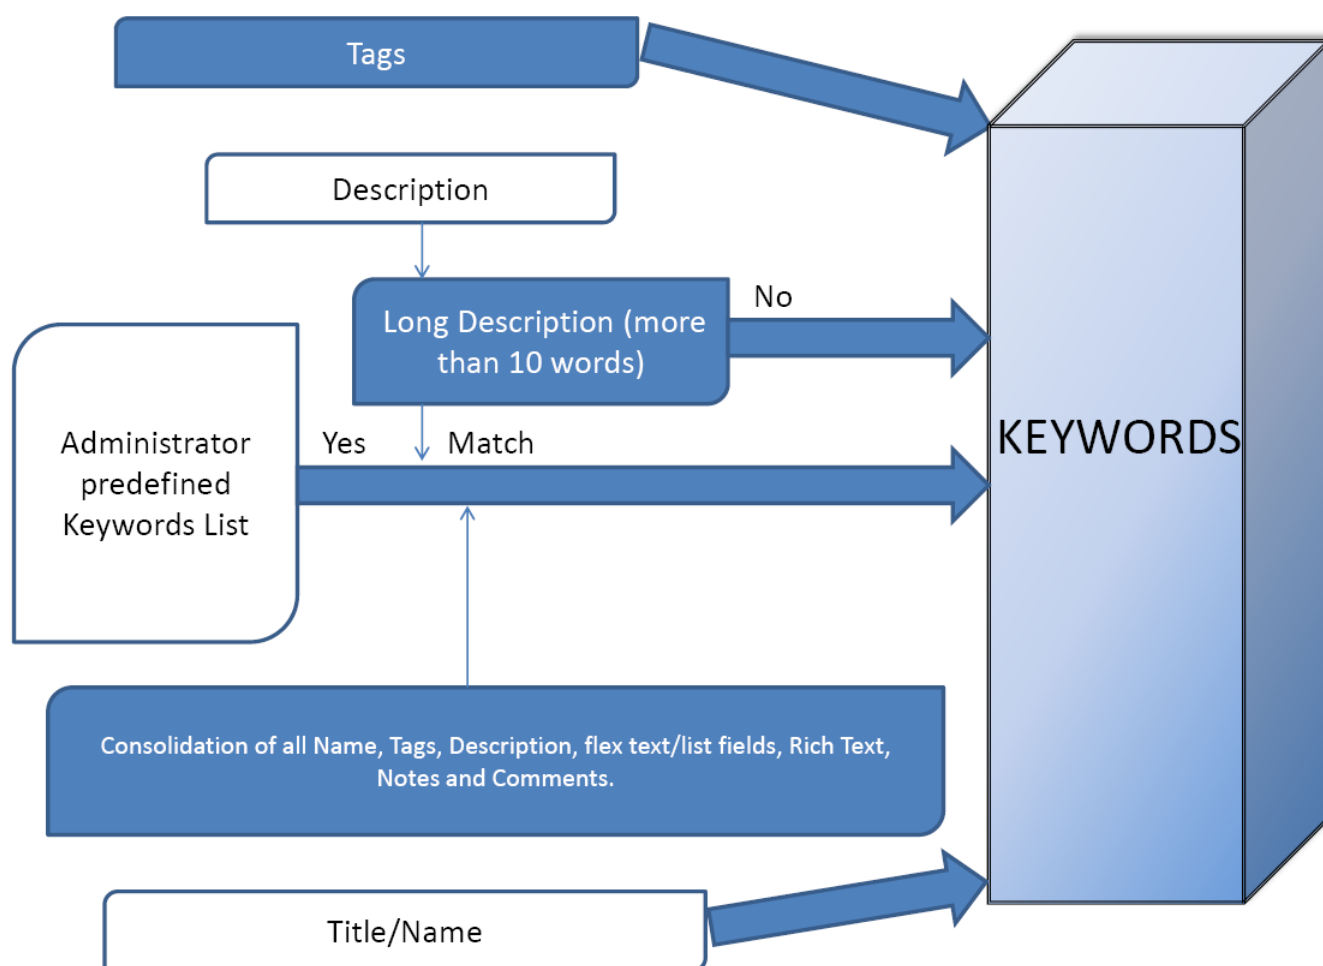 Tags
Description
Long Description (more
than 10 words)
No
KEYWORDS
Administrator
predefined
Keywords List
Yes
Match
Consolidation of all Name, Tags, Description, flex text/list fields, Rich Text,
Notes and Comments.
Title/Name